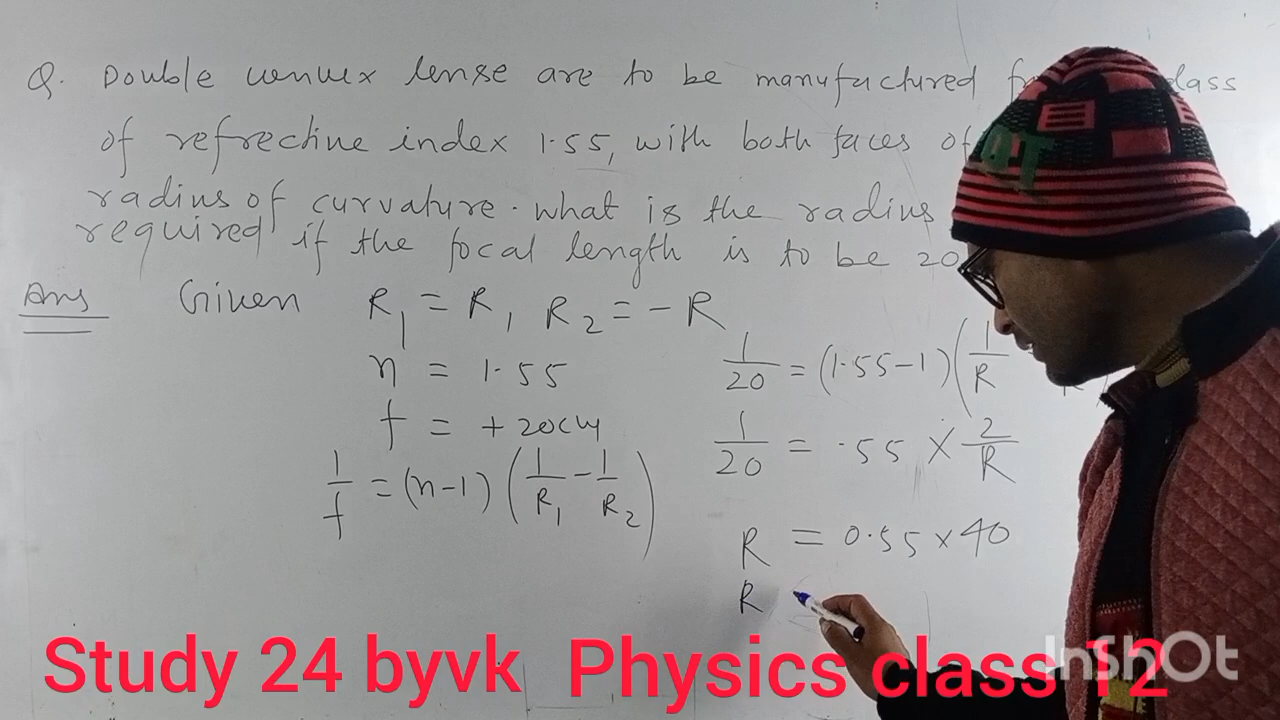 Q. Double convex lense are to be manufactured
of refrective index 1.55, with both faces of
radius of curvature. what is the radius
required if the focal length is to be 20
Ans Given R₁ = R, R₂ = - R
n = 1.55
f = +20cm
1/f = (n-1) (1/R₁ - 1/R₂)
1/20 = (1.55-1) (1/R
1/20 = .55 × 2/R
R = 0.55 × 40
R
Study 24 byvk Physics class 12
InShOt